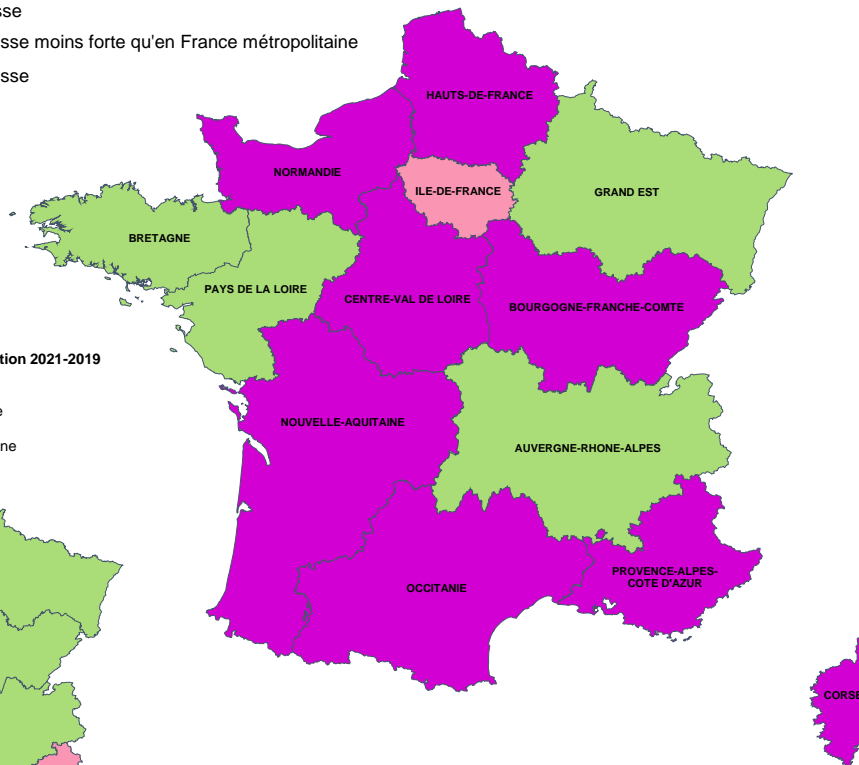 sse
sse moins forte qu'en France métropolitaine
sse
HAUTS-DE-FRANCE
NORMANDIE
ILE-DE-FRANCE
GRAND EST
BRETAGNE
PAYS DE LA LOIRE
CENTRE-VAL DE LOIRE
BOURGOGNE-FRANCHE-COMTE
tion 2021-2019
e
NOUVELLE-AQUITAINE
ne
AUVERGNE-RHONE-ALPES
PROVENCE-ALPES-
COTE D'AZUR
OCCITANIE
CORSE